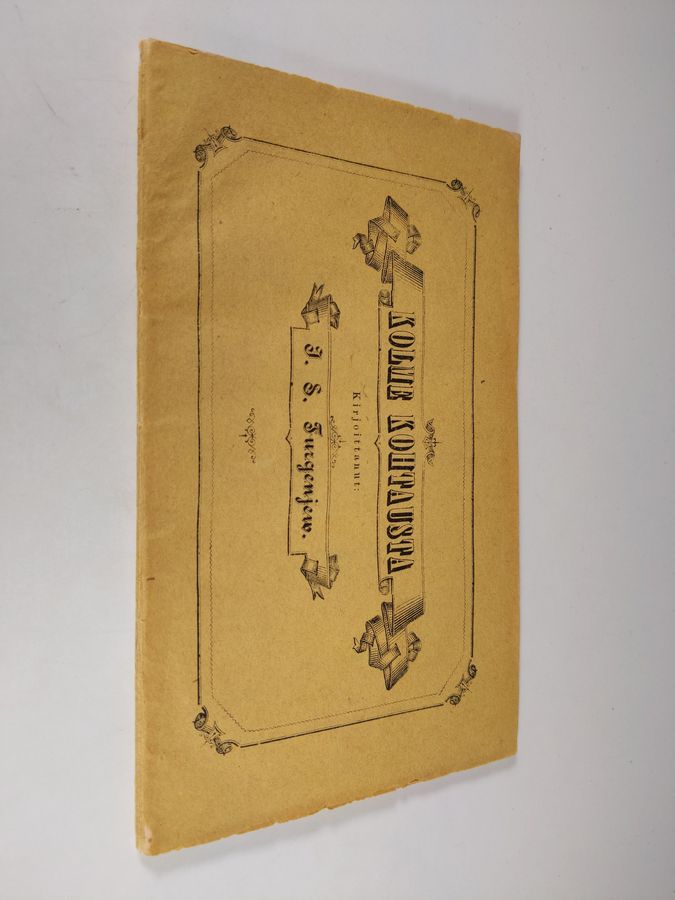 KOLME KOHTAUSTA
Kirjoittanut:
J. S. Turgenjew.